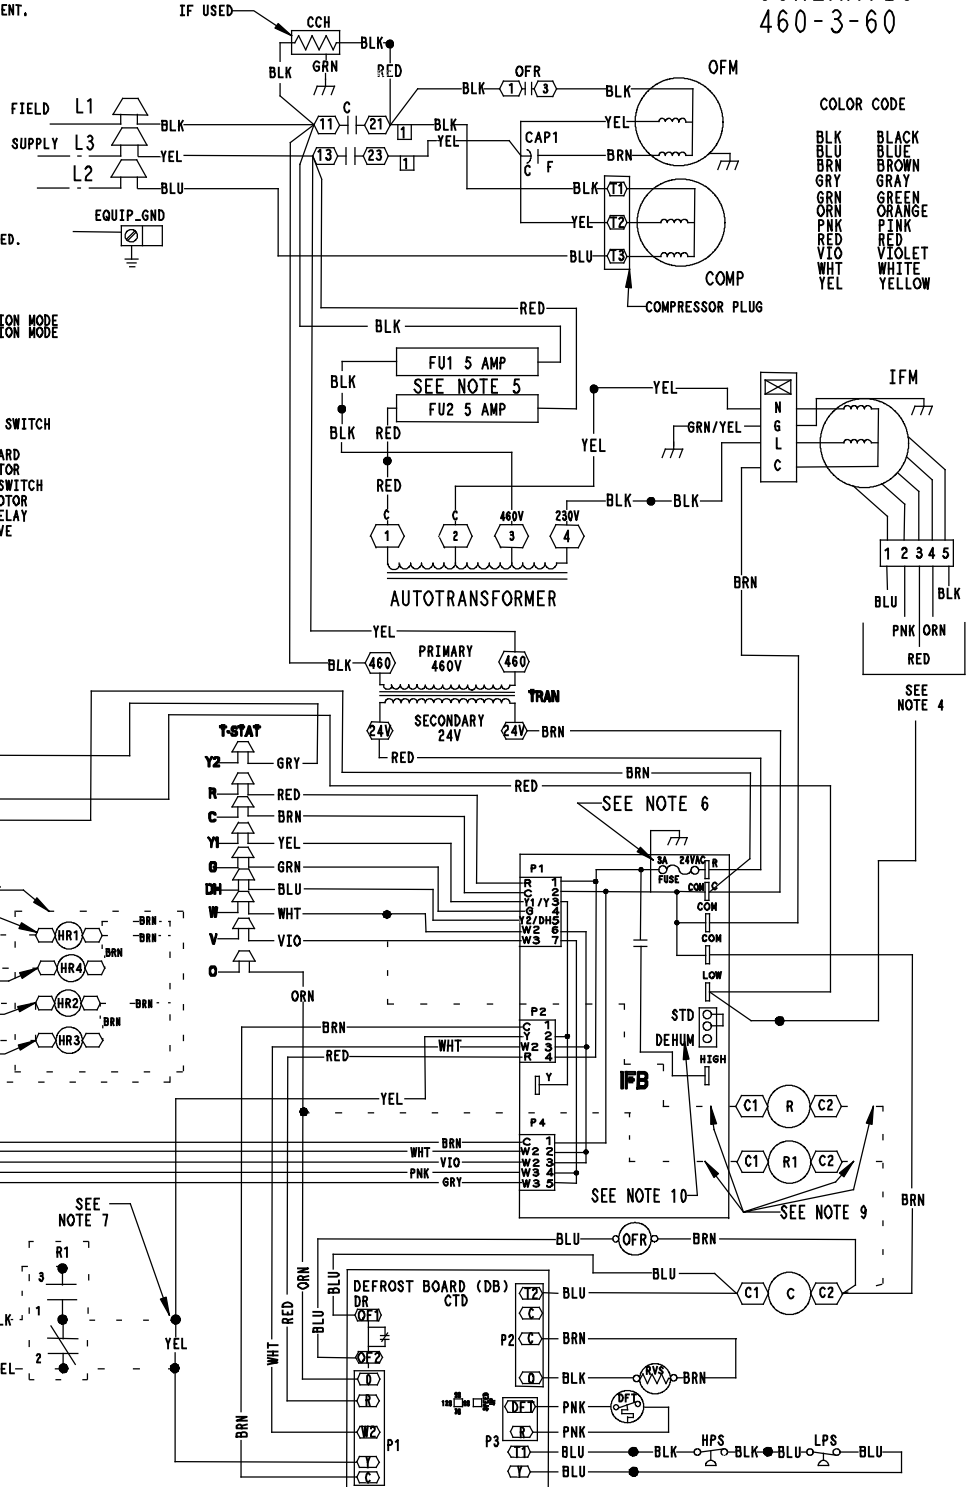 ENT.
IF USED
CCH
460-3-60
BLK
BLK
GRN
RED
OFM
OFR
BLK
1
3
BLK
FIELD L1
BLK
C
11
21
1
BLK
YEL
YEL
CAP1
SUPPLY L3
YEL
13
23
1
C
F
BRN
L2
BLU
BLK
T1
EQUIP_GND
YEL
T2
ED.
BLU
T3
COMP
COMPRESSOR PLUG
COLOR CODE
BLK BLACK
BLU BLUE
BRN BROWN
GRY GRAY
GRN GREEN
ORN ORANGE
PNK PINK
RED RED
VIO VIOLET
WHT WHITE
YEL YELLOW
ION MODE
ION MODE
RED
BLK
FU1 5 AMP
SEE NOTE 5
FU2 5 AMP
BLK
BLK
RED
RED
SWITCH
ARD
TOR
SWITCH
OTOR
ELAY
VE
YEL
YEL
IFM
N
G
L
C
GRN/YEL
BLK
BLK
C
C
460V
230V
1
2
3
4
AUTOTRANSFORMER
BRN
1 2 3 4 5
BLU
BLK
PNK
ORN
RED
SEE
NOTE 4
YEL
PRIMARY
460V
BLK
460
460
TRAN
SECONDARY
24V
24V
24V
BRN
RED
BRN
RED
T-STAT
Y2
GRY
R
RED
C
BRN
Y1
YEL
G
GRN
DH
BLU
W
WHT
V
VIO
O
ORN
SEE NOTE 6
P1
R 1
C 2
Y1/Y 3
G 4
Y2/DH 5
W2 6
W3 7
3A
FUSE
24VAC
R
COM
C
COM
COM
LOW
STD
DEHUM
HIGH
HR1
BRN
BRN
BRN
HR4
HR2
BRN
BRN
HR3
BRN
WHT
RED
YEL
P2
C 1
Y 2
W2 3
R 4
Y
IFB
P4
C 1
W2 2
W2 3
W3 4
W3 5
BRN
WHT
VIO
PNK
GRY
C1
R
C2
C1
R1
C2
SEE NOTE 10
SEE NOTE 9
BRN
SEE
NOTE 7
R1
3
1
2
LK
EL
YEL
BLU
OFR
BRN
BLU
C1
C
C2
ORN
BLU
RED
BLU
WHT
BRN
DEFROST BOARD (DB)
CTD
DR
OF1
OF2
O
R
W2
Y
C
P1
T2
BLU
C
P2
C
BRN
O
BLK
RVS
BRN
DFT
PNK
DFT
P3
R
PNK
T1
BLU
BLK
HPS
BLK
BLU
LPS
BLU
Y
BLU